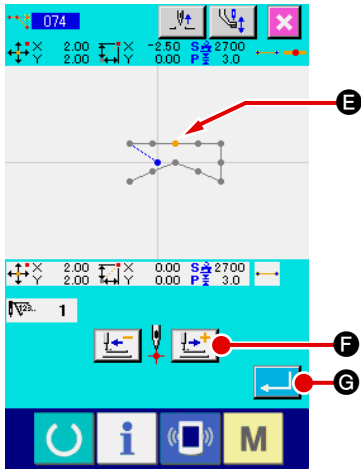 074
X 2.00 X -2.50 S 2700
Y 2.00 Y 0.00 P 3.0
E
X 2.00 X 0.00 S 2700
Y 2.00 Y 0.00 P 3.0
123.. 1
F
G
i M